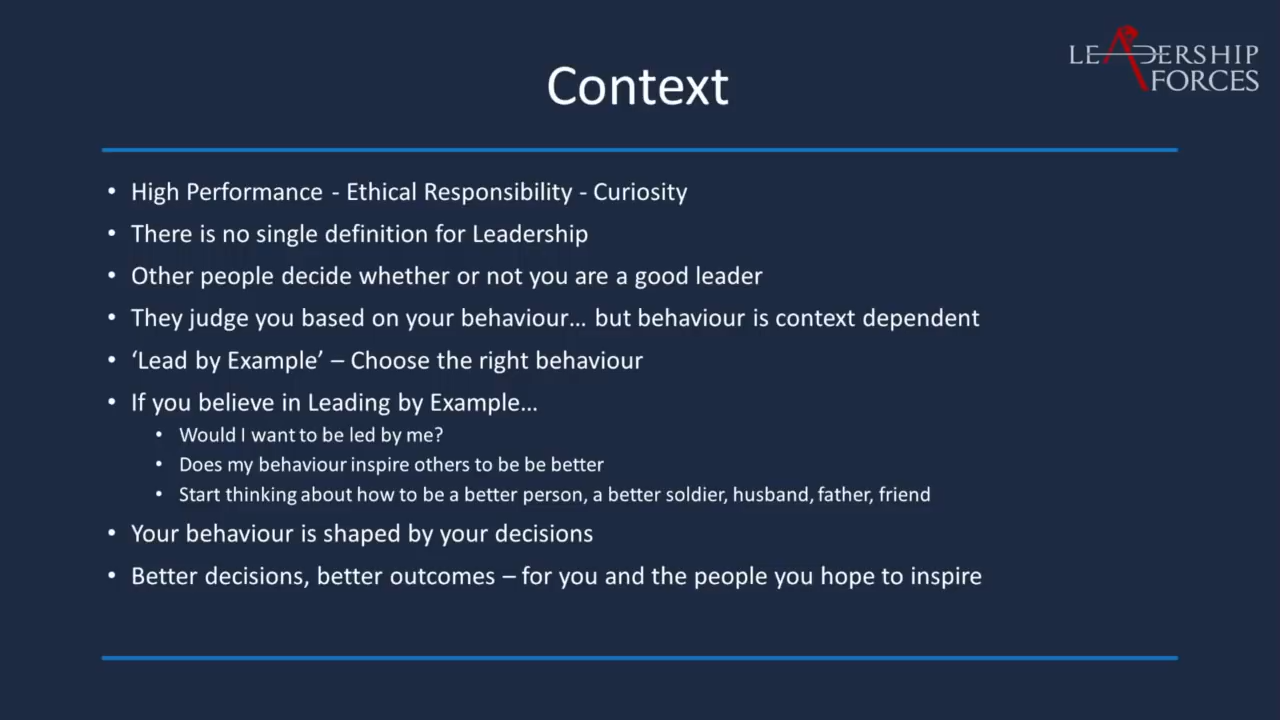 LEADERSHIP
FORCES
Context
• High Performance - Ethical Responsibility - Curiosity
• There is no single definition for Leadership
• Other people decide whether or not you are a good leader
• They judge you based on your behaviour… but behaviour is context dependent
• ‘Lead by Example’ – Choose the right behaviour
• If you believe in Leading by Example…
• Would I want to be led by me?
• Does my behaviour inspire others to be be better
• Start thinking about how to be a better person, a better soldier, husband, father, friend
• Your behaviour is shaped by your decisions
• Better decisions, better outcomes – for you and the people you hope to inspire